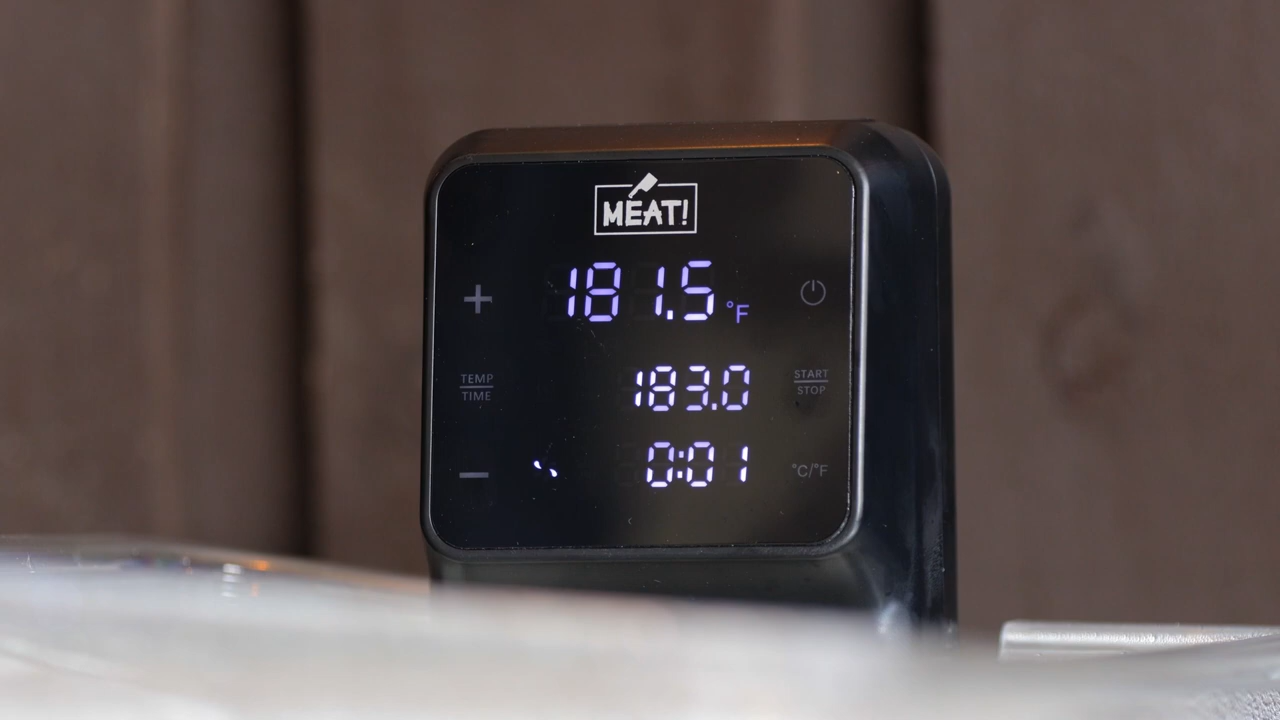 MEAT!
181.5 °F
TEMP 183.0 START
TIME STOP
0:01 °C/°F